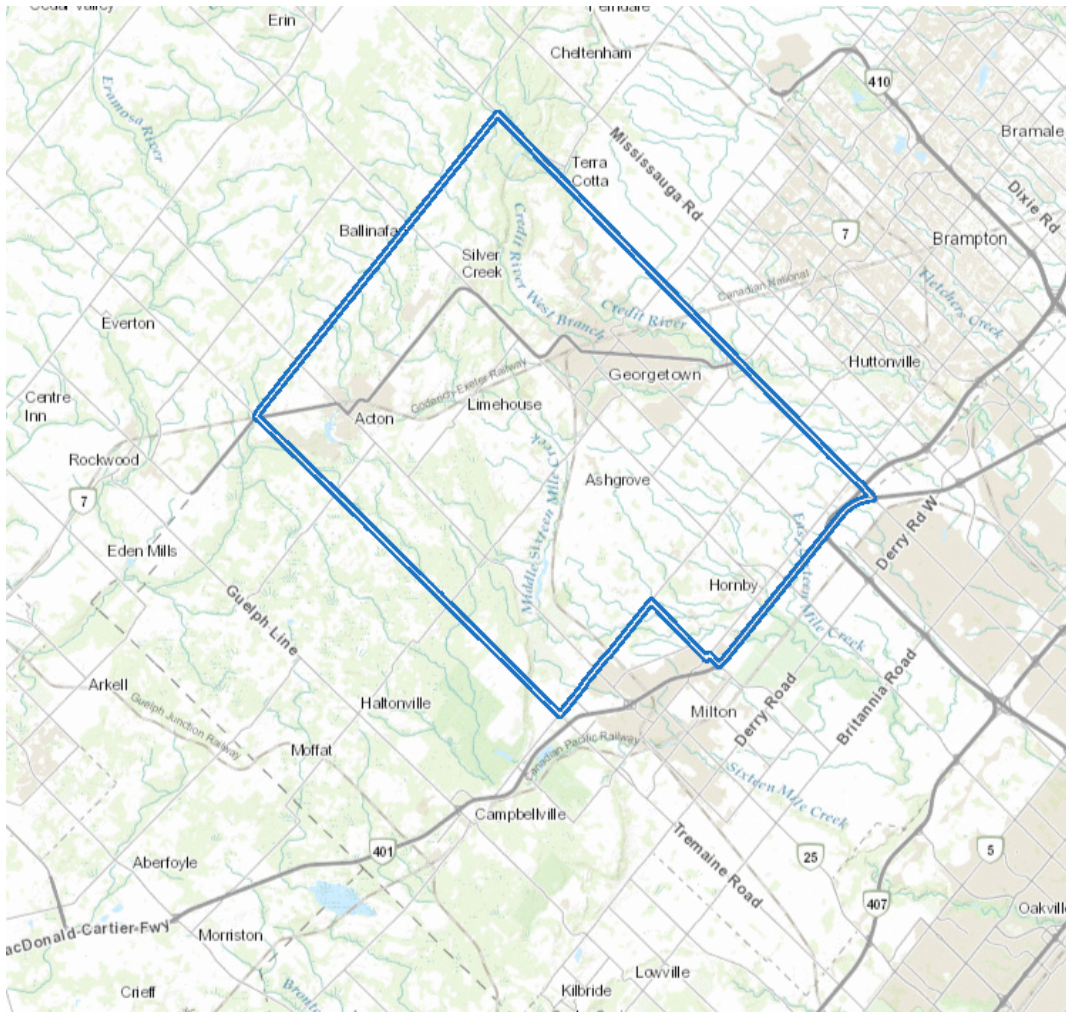 Erin
Cheltenham
410
Eramosa River
Bramale
Mississauga Rd
Terra
Cotta
Dixie Rd
Ballinafa
Credit River West Branch
7
Brampton
Silver
Creek
Canadian National
Fletchers Creek
Credit River
Everton
Huttonville
Georgetown
Goderich-Exeter-Railway
Centre
Inn
Limehouse
Acton
Rockwood
Middle Sixteen Mile Creek
Ashgrove
7
Derry Rd W
East Sixteen Mile Creek
Eden Mills
Hornby
Guelph Line
Britannia Road
Derry Road
Arkell
Haltonville
Milton
Guelph Junction Railway
Moffat
Canadian Pacific Railway
Sixteen Mile Creek
Campbellville
Tremaine Road
401
25
5
Aberfoyle
407
Oakville
acDonald-Cartier-Fwy
Morriston
Lowville
Crieff
Kilbride